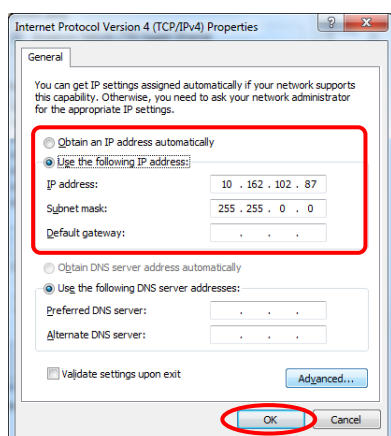 Internet Protocol Version 4 (TCP/IPv4) Properties
General
You can get IP settings assigned automatically if your network supports
this capability. Otherwise, you need to ask your network administrator
for the appropriate IP settings.
Obtain an IP address automatically
Use the following IP address:
IP address: 10 . 162 . 102 . 87
Subnet mask: 255 . 255 . 0 . 0
Default gateway: . . .
Obtain DNS server address automatically
Use the following DNS server addresses:
Preferred DNS server: . . .
Alternate DNS server: . . .
Validate settings upon exit
Advanced...
OK Cancel